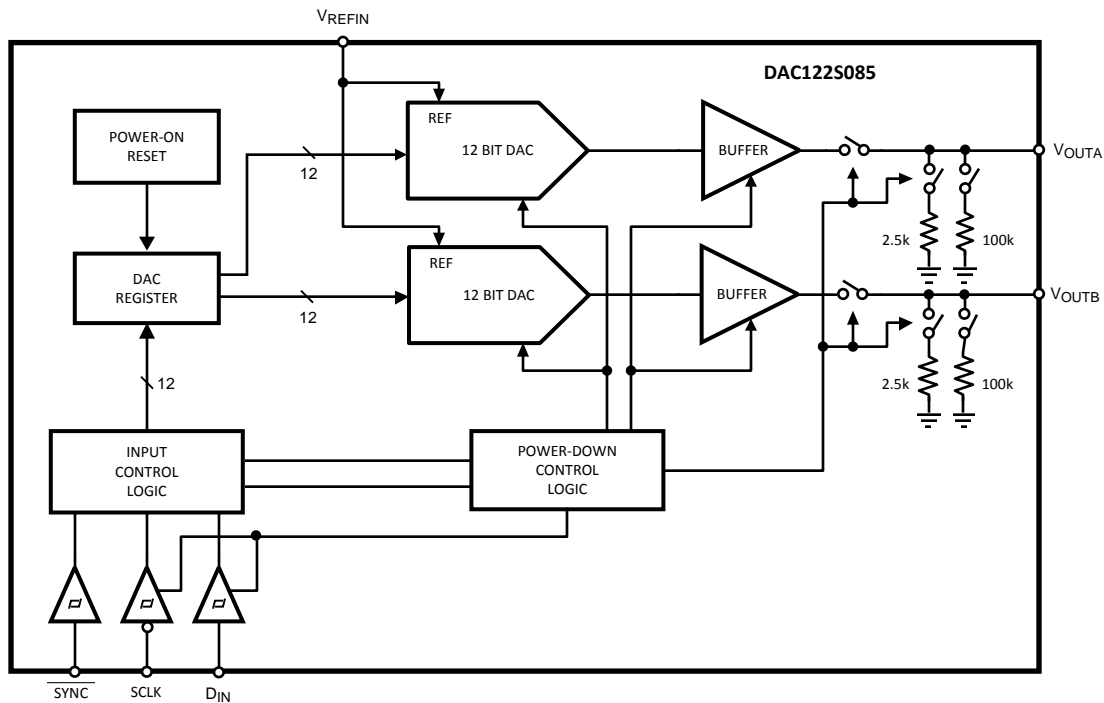 VREFIN
DAC122S085
POWER-ON
RESET
REF
12 BIT DAC
BUFFER
VOUTA
12
2.5k
100k
DAC
REGISTER
REF
12 BIT DAC
BUFFER
VOUTB
12
12
2.5k
100k
INPUT
CONTROL
LOGIC
POWER-DOWN
CONTROL
LOGIC
SYNC
SCLK
DIN